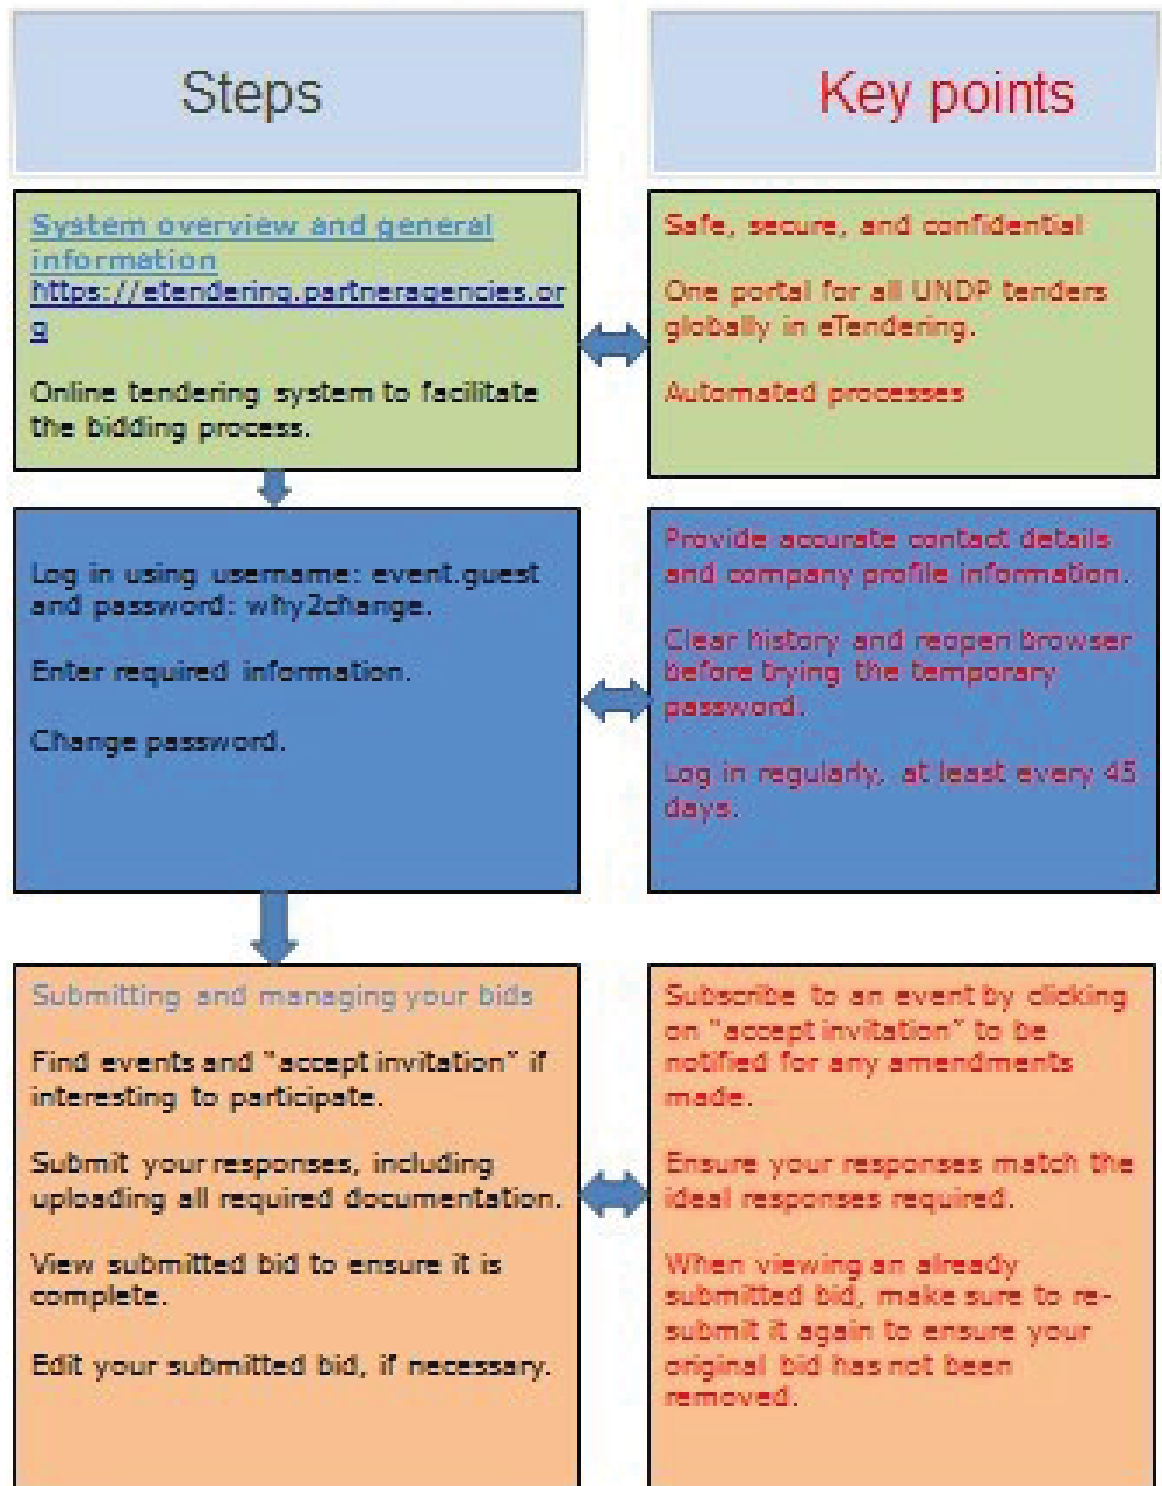 Steps
Key points
System overview and general
information
https://etendering.partneragencies.or
g
Online tendering system to facilitate
the bidding process.
Safe, secure, and confidential
One portal for all UNDP tenders
globally in eTendering.
Automated processes
Log in using username: event.guest
and password: why2change.
Enter required information.
Change password.
Provide accurate contact details
and company profile information.
Clear history and reopen browser
before trying the temporary
password.
Log in regularly, at least every 45
days.
Submitting and managing your bids
Find events and "accept invitation" if
interesting to participate.
Submit your responses, including
uploading all required documentation.
View submitted bid to ensure it is
complete.
Edit your submitted bid, if necessary.
Subscribe to an event by clicking
on "accept invitation" to be
notified for any amendments
made.
Ensure your responses match the
ideal responses required.
When viewing an already
submitted bid, make sure to re-
submit it again to ensure your
original bid has not been
removed.